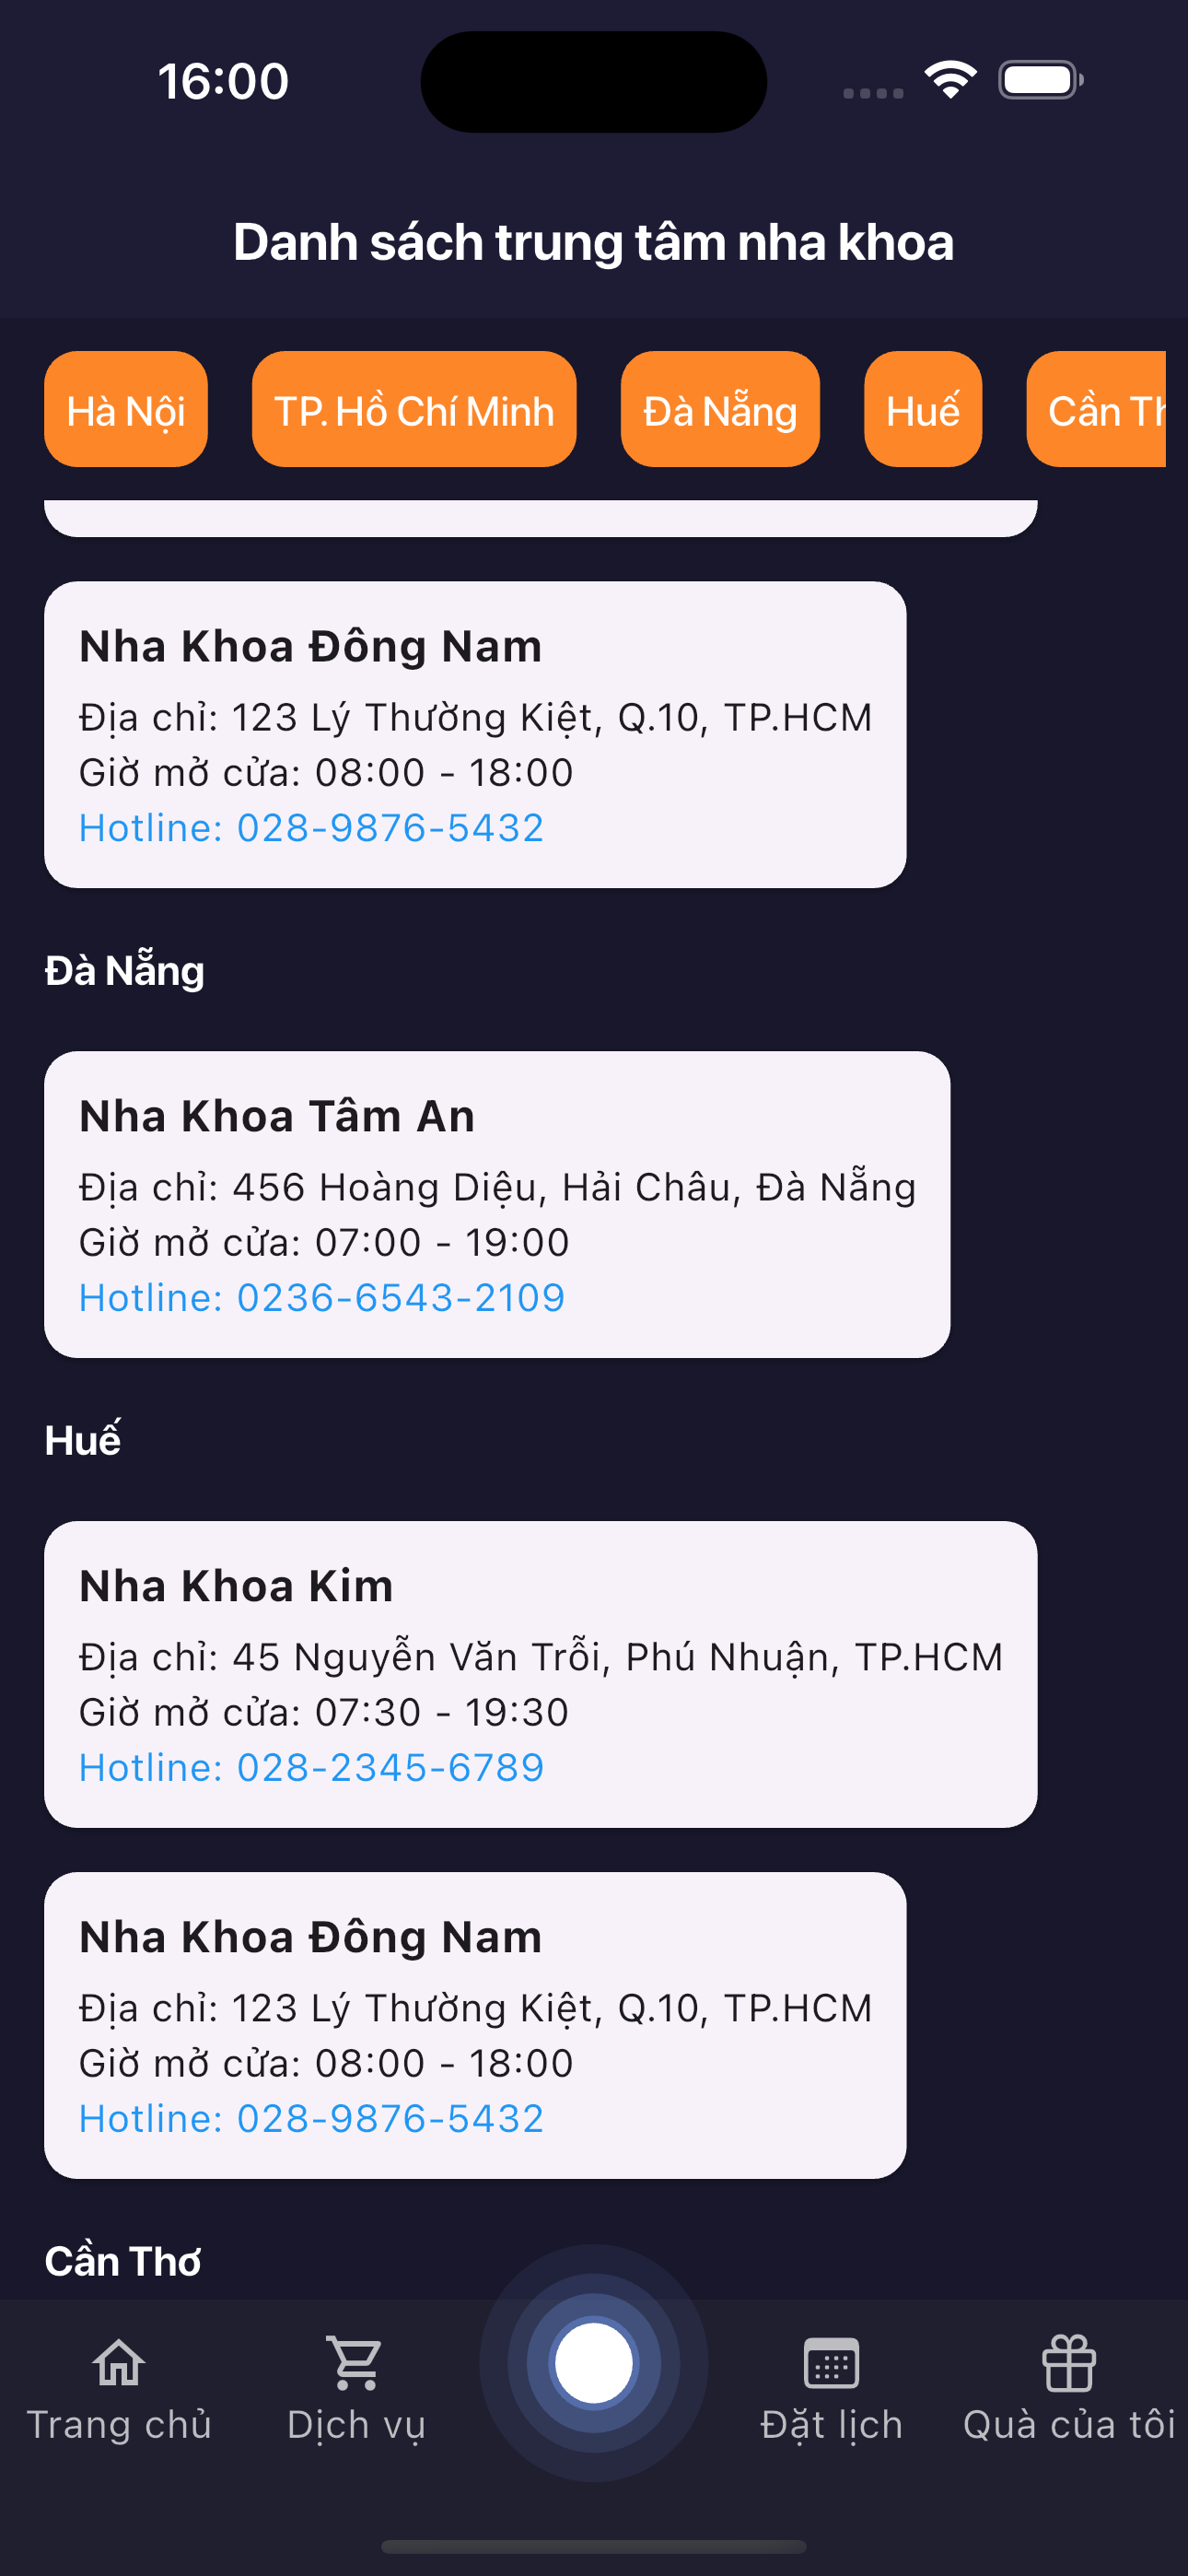 16:00
Danh sách trung tâm nha khoa
Hà Nội
TP. Hồ Chí Minh
Đà Nẵng
Huế
Cần
Nha Khoa Đông Nam
Địa chỉ: 123 Lý Thường Kiệt, Q.10, TP.HCM
Giờ mở cửa: 08:00 - 18:00
Hotline: 028-9876-5432
Đà Nẵng
Nha Khoa Tâm An
Địa chỉ: 456 Hoàng Diệu, Hải Châu, Đà Nẵng
Giờ mở cửa: 07:00 - 19:00
Hotline: 0236-6543-2109
Huế
Nha Khoa Kim
Địa chỉ: 45 Nguyễn Văn Trỗi, Phú Nhuận, TP.HCM
Giờ mở cửa: 07:30 - 19:30
Hotline: 028-2345-6789
Nha Khoa Đông Nam
Địa chỉ: 123 Lý Thường Kiệt, Q.10, TP.HCM
Giờ mở cửa: 08:00 - 18:00
Hotline: 028-9876-5432
Cần Thơ
Trang chủ
Dịch vụ
Đặt lịch
Quà của tôi